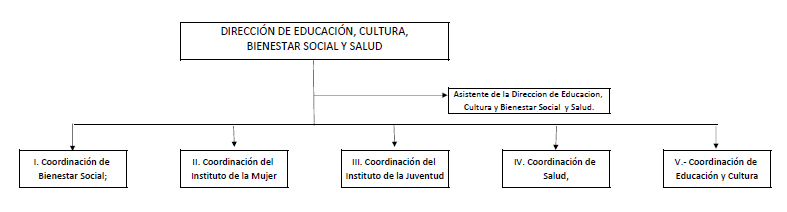 DIRECCIÓN DE EDUCACIÓN, CULTURA,
BIENESTAR SOCIAL Y SALUD
Asistente de la Direccion de Educacion,
Cultura y Bienestar Social y Salud.
I. Coordinación de
Bienestar Social;
II. Coordinación del
Instituto de la Mujer
III. Coordinación del
Instituto de la Juventud
IV. Coordinación de
Salud,
V.- Coordinación de
Educación y Cultura